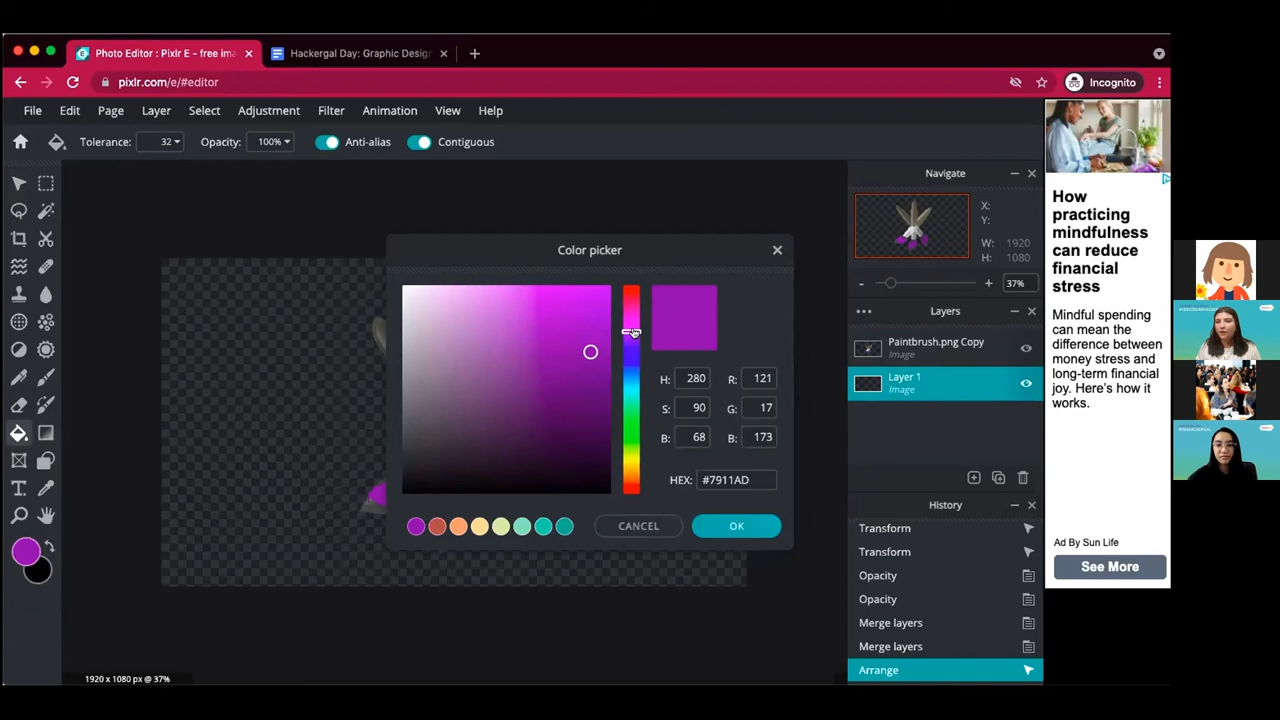 Photo Editor : Pixlr E - free ima
Hackergal Day: Graphic Design
pixlr.com/e/#editor
Incognito
File Edit Page Layer Select Adjustment Filter Animation View Help
Tolerance: 32 Opacity: 100% Anti-alias Contiguous
Navigate
X:
Y:
W: 1920
H: 1080
- + 37%
Layers
Paintbrush.png Copy
Image
Layer 1
Image
History
Transform
Transform
Opacity
Opacity
Merge layers
Merge layers
Arrange
Color picker
H: 280 R: 121
S: 90 G: 17
B: 68 B: 173
HEX: #7911AD
CANCEL OK
1920 x 1080 px @ 37%
How
practicing
mindfulness
can reduce
financial
stress
Mindful spending
can mean the
difference between
money stress and
long-term financial
joy. Here's how it
works.
Ad By Sun Life
See More